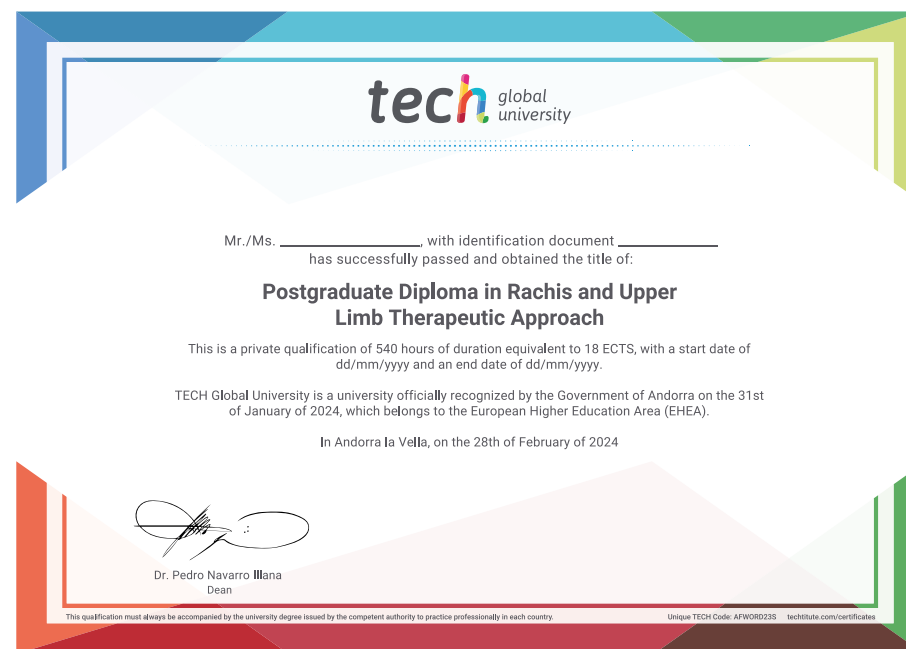 tech global
university
Mr./Ms. ____________________, with identification document ______________
has successfully passed and obtained the title of:
Postgraduate Diploma in Rachis and Upper
Limb Therapeutic Approach
This is a private qualification of 540 hours of duration equivalent to 18 ECTS, with a start date of
dd/mm/yyyy and an end date of dd/mm/yyyy.
TECH Global University is a university officially recognized by the Government of Andorra on the 31st
of January of 2024, which belongs to the European Higher Education Area (EHEA).
In Andorra la Vella, on the 28th of February of 2024
Dr. Pedro Navarro Illana
Dean
This qualification must always be accompanied by the university degree issued by the competent authority to practice professionally in each country. Unique TECH Code: AFWORD23S techtitute.com/certificates